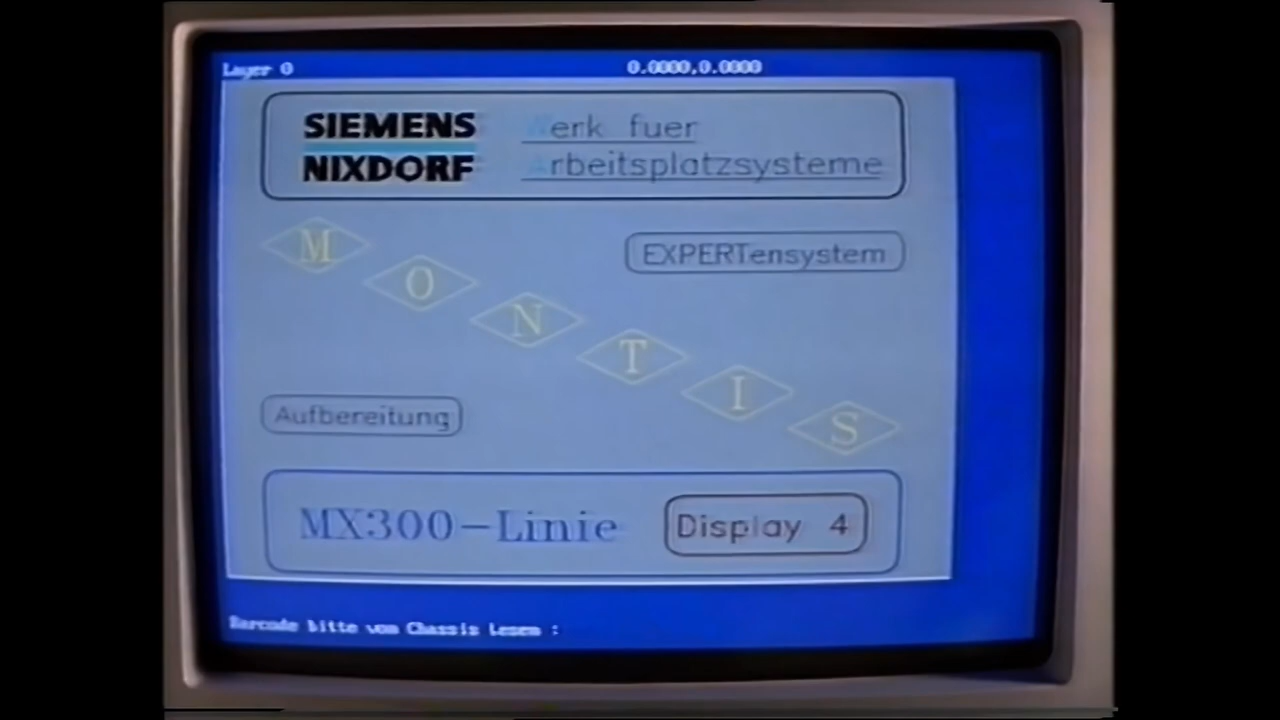 Layer 0
0.0000,0.0000
SIEMENS
NIXDORF
Werk fuer
Arbeitsplatzsysteme
MONTIS
EXPERTensystem
Aufbereitung
MX300-Linie
Display 4
Barcode bitte vom Chassis lesen :